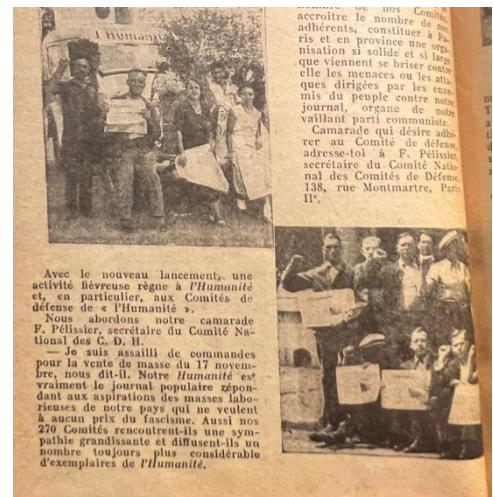 l'Humanité
Avec le nouveau lancement, une
activité fiévreuse règne à l'Humanité
et, en particulier, aux Comités de
défense de « l'Humanité ».
Nous abordons notre camarade
F. Pélissier, secrétaire du Comité Na-
tional des C. D. H.
— Je suis assailli de commandes
pour la vente de masse du 17 novem-
bre, nous dit-il. Notre Humanité est
vraiment le journal populaire répon-
dant aux aspirations des masses labo-
rieuses de notre pays qui ne veulent
à aucun prix du fascisme. Aussi nos
270 Comités rencontrent-ils une sym-
pathie grandissante et diffusent-ils un
nombre toujours plus considérable
d'exemplaires de l'Humanité.
nombre de nos Comités,
accroître le nombre de nos
adhérents, constituer à Pa-
ris et en province une orga-
nisation si solide et si large
que viennent se briser contre
elle les menaces ou les atta-
ques dirigées par les enne-
mis du peuple contre notre
journal, organe de notre
vaillant parti communiste.
Camarade qui désire adhé-
rer au Comité de défense,
adresse-toi à F. Pélissier,
secrétaire du Comité Natio-
nal des Comités de Défense,
138, rue Montmartre, Paris
IIe.